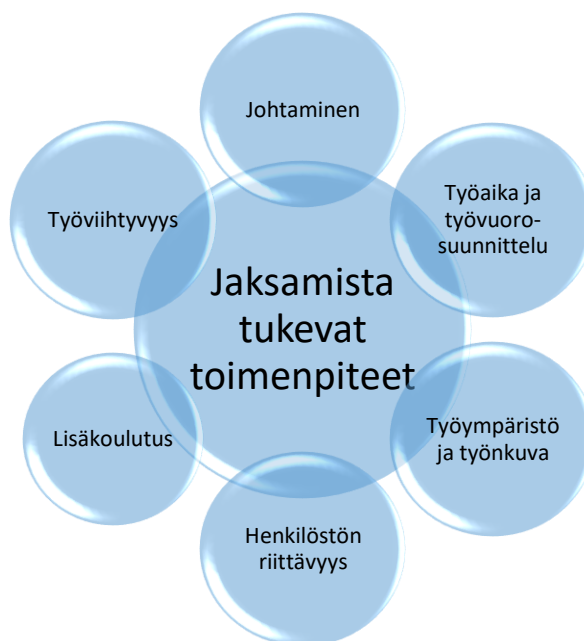 Johtaminen
Työaika ja
työvuoro-
suunnittelu
Työviihtyvyys
Jaksamista
tukevat
toimenpiteet
Työympäristö
ja työnkuva
Lisäkoulutus
Henkilöstön
riittävyys